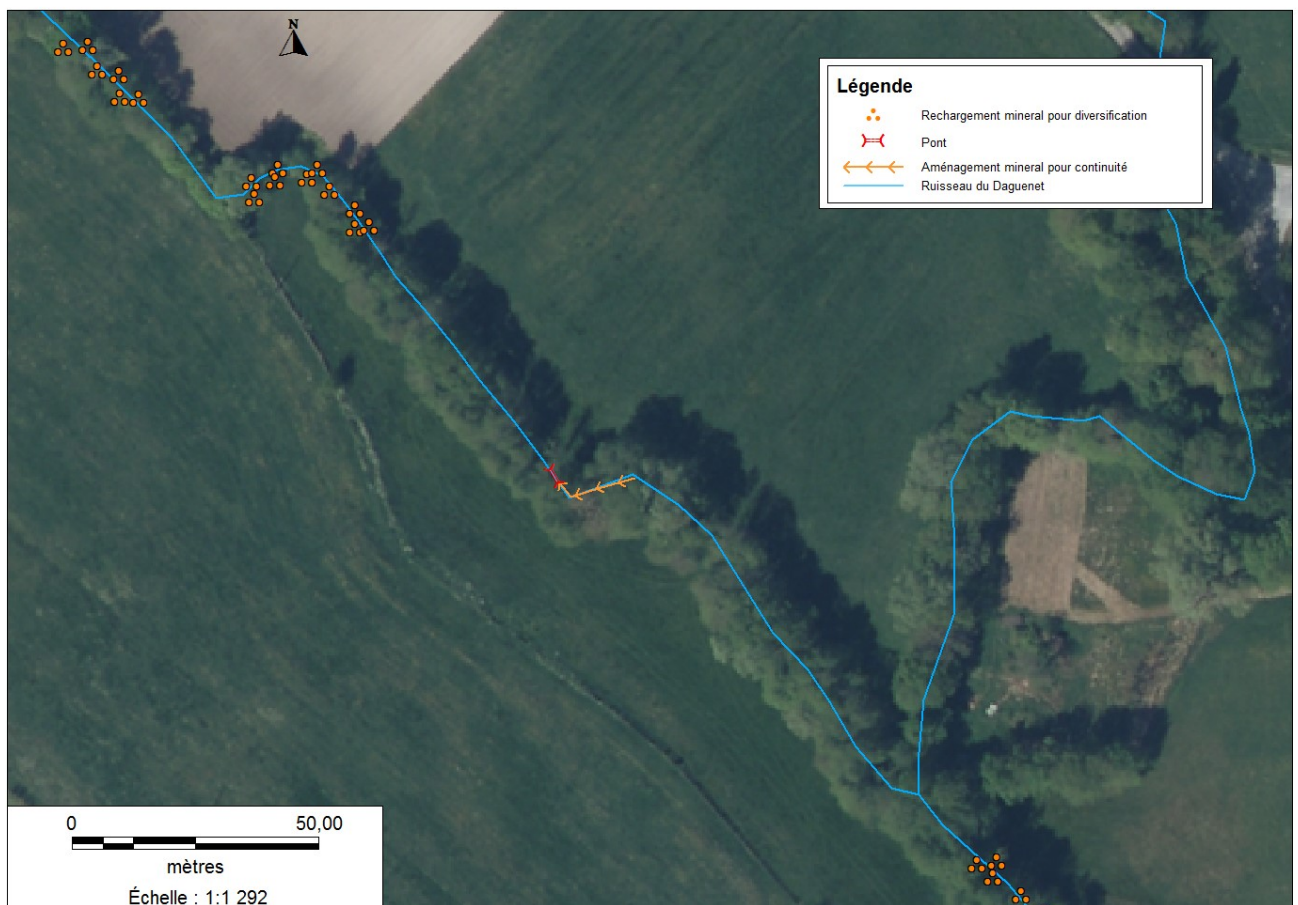 N
Légende
Rechargement mineral pour diversification
Pont
Aménagement mineral pour continuité
Ruisseau du Daguenet
0 50,00
mètres
Échelle : 1:1 292